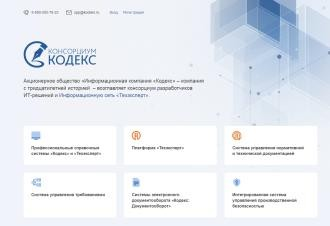 8-800-505-78-25 spp@kodeks.ru Вход Регистрация
КОНСОРЦИУМ
КОДЕКС
Акционерное общество «Информационная компания «Кодекс» – компания
с тридцатилетней историей – возглавляет консорциум разработчиков
ИТ-решений и Информационную сеть «Техэксперт».
Профессиональные справочные
системы «Кодекс» и «Техэксперт»
Платформа «Техэксперт»
Система управления нормативной
и технической документацией
Система управления требованиями
Системы электронного
документооборота «Кодекс:
Документооборот»
Интегрированная система
управления производственной
безопасностью